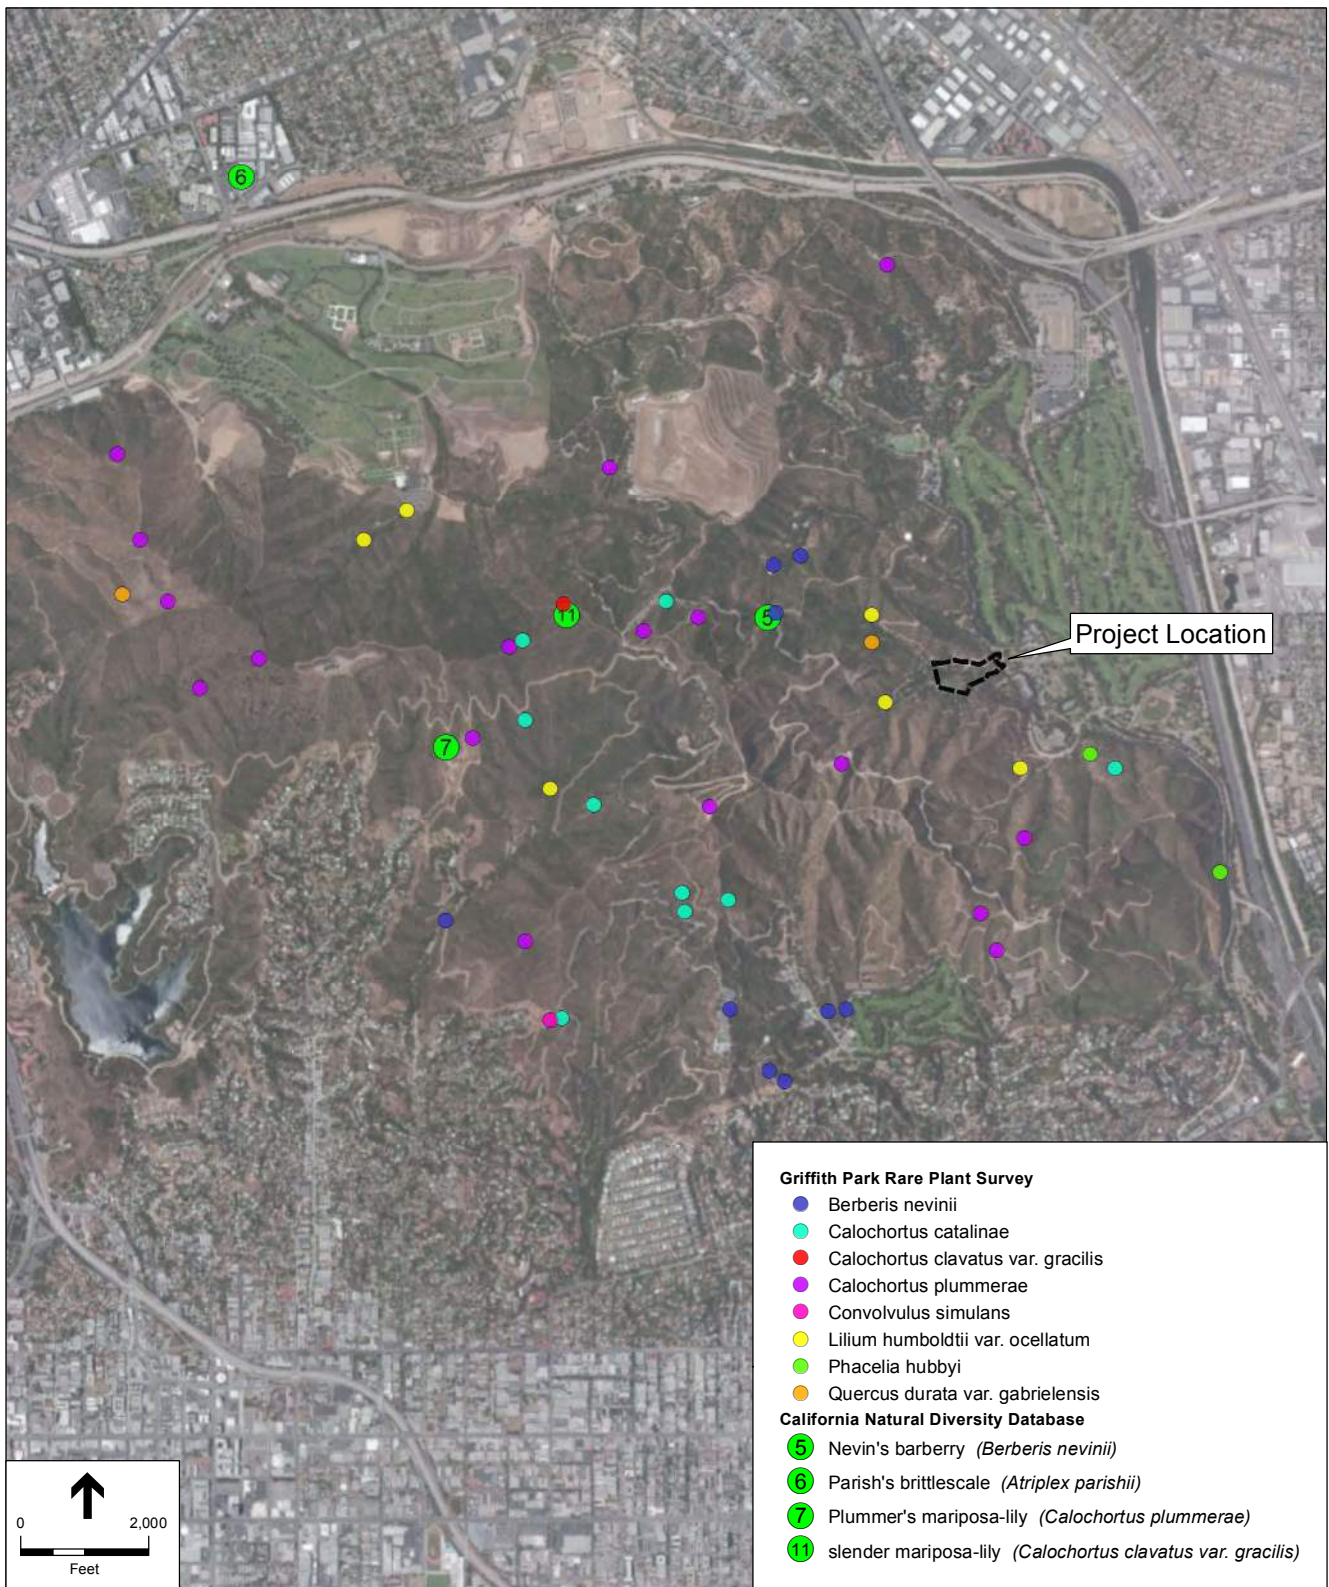 6
11
5
Project Location
7
Griffith Park Rare Plant Survey
Berberis nevinii
Calochortus catalinae
Calochortus clavatus var. gracilis
Calochortus plummerae
Convolvulus simulans
Lilium humboldtii var. ocellatum
Phacelia hubbyi
Quercus durata var. gabrielensis
California Natural Diversity Database
5 Nevin's barberry (Berberis nevinii)
6 Parish's brittlescale (Atriplex parishii)
7 Plummer's mariposa-lily (Calochortus plummerae)
11 slender mariposa-lily (Calochortus clavatus var. gracilis)
0 2,000
Feet